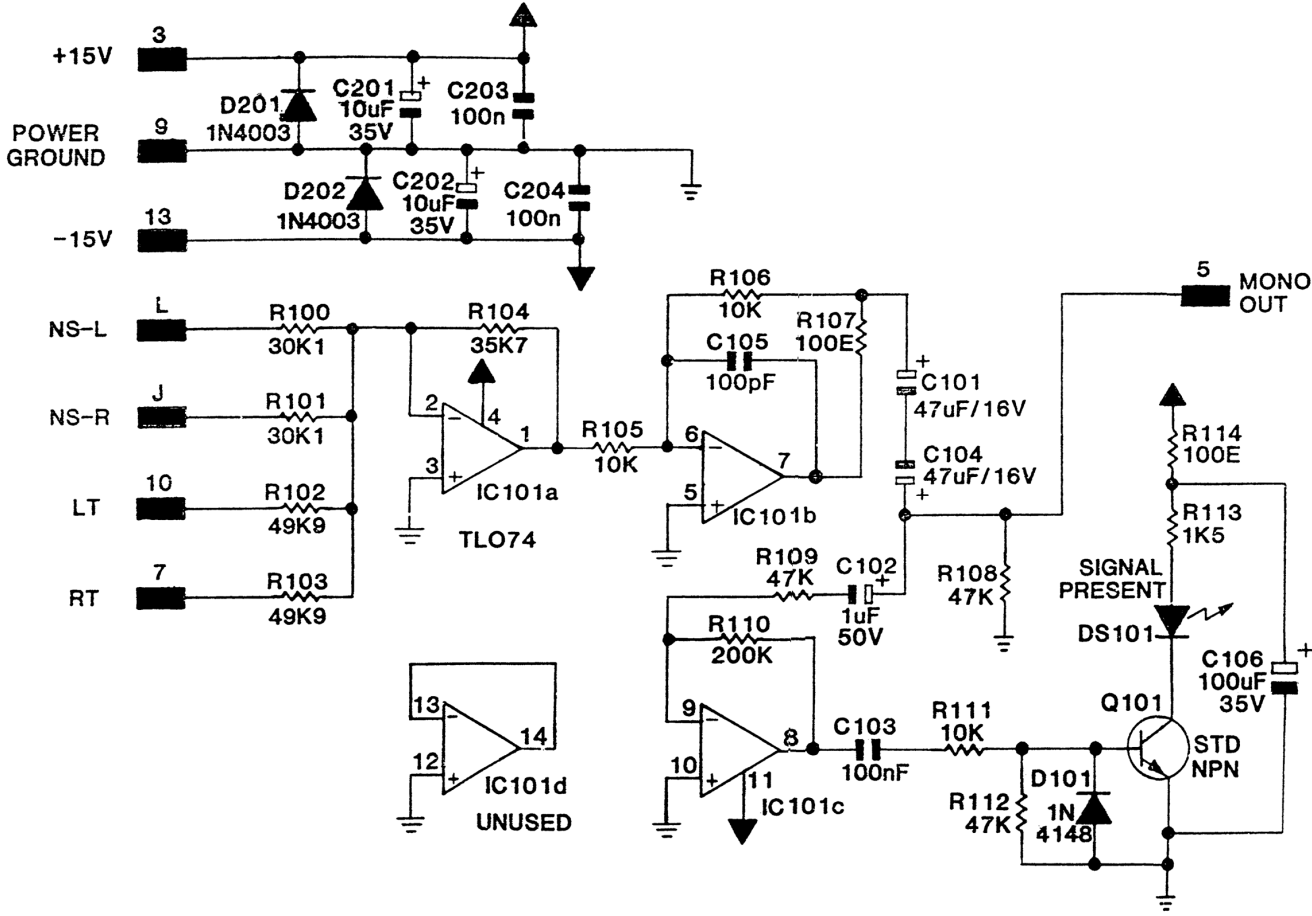 3
+15V
D201
1N4003
C201
+
10uF
35V
C203
100n
9
POWER
GROUND
D202
1N4003
C202
+
10uF
35V
C204
100n
13
-15V
L
NS-L
R100
30K1
R104
35K7
J
NS-R
R101
30K1
2
-
4
3
+
1
IC101a
TLO74
10
LT
R102
49K9
7
RT
R103
49K9
R105
10K
R106
10K
C105
100pF
R107
100E
6
-
5
+
7
IC101b
+
C101
47uF/16V
C104
47uF/16V
+
5
MONO
OUT
R109
47K
C102
+
1uF
50V
R108
47K
R110
200K
R114
100E
R113
1K5
SIGNAL
PRESENT
DS101
C106
+
100uF
35V
13
-
12
+
14
IC101d
UNUSED
9
-
10
+
8
11
IC101c
C103
100nF
R111
10K
Q101
STD
NPN
R112
47K
D101
1N
4148